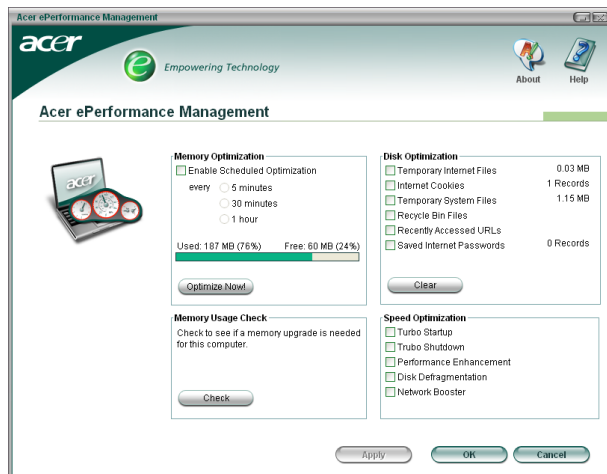 Acer ePerformance Management
acer
e Empowering Technology
About
Help
Acer ePerformance Management
acer
Memory Optimization
Enable Scheduled Optimization
every 5 minutes
30 minutes
1 hour
Used: 187 MB (76%) Free: 60 MB (24%)
Optimize Now!
Disk Optimization
Temporary Internet Files 0.03 MB
Internet Cookies 1 Records
Temporary System Files 1.15 MB
Recycle Bin Files
Recently Accessed URLs
Saved Internet Passwords 0 Records
Clear
Memory Usage Check
Check to see if a memory upgrade is needed
for this computer.
Check
Speed Optimization
Turbo Startup
Trubo Shutdown
Performance Enhancement
Disk Defragmentation
Network Booster
Apply
OK
Cancel